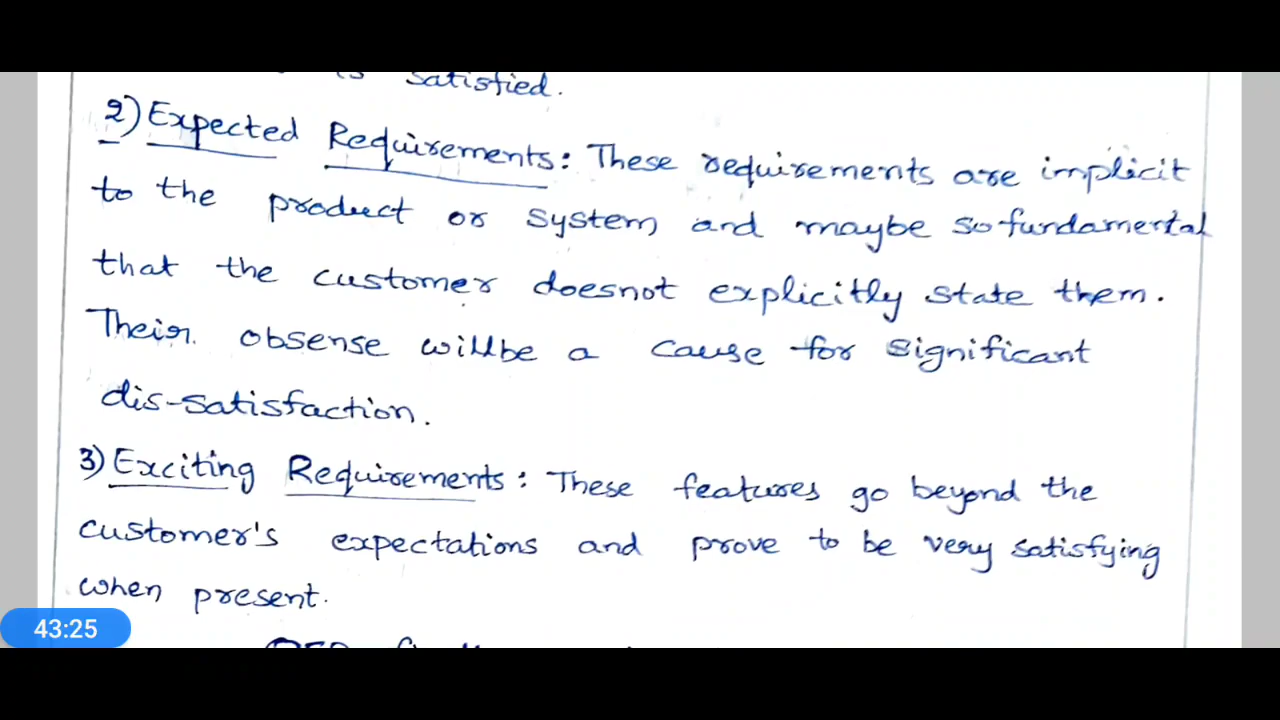 is satisfied.
2) Expected Requirements: These requirements are implicit
to the product or system and maybe so fundamental
that the customer doesnot explicitly state them.
Their obsense willbe a cause for significant
dis-satisfaction.
3) Exciting Requirements: These features go beyond the
customer's expectations and prove to be very satisfying
when present.
43:25